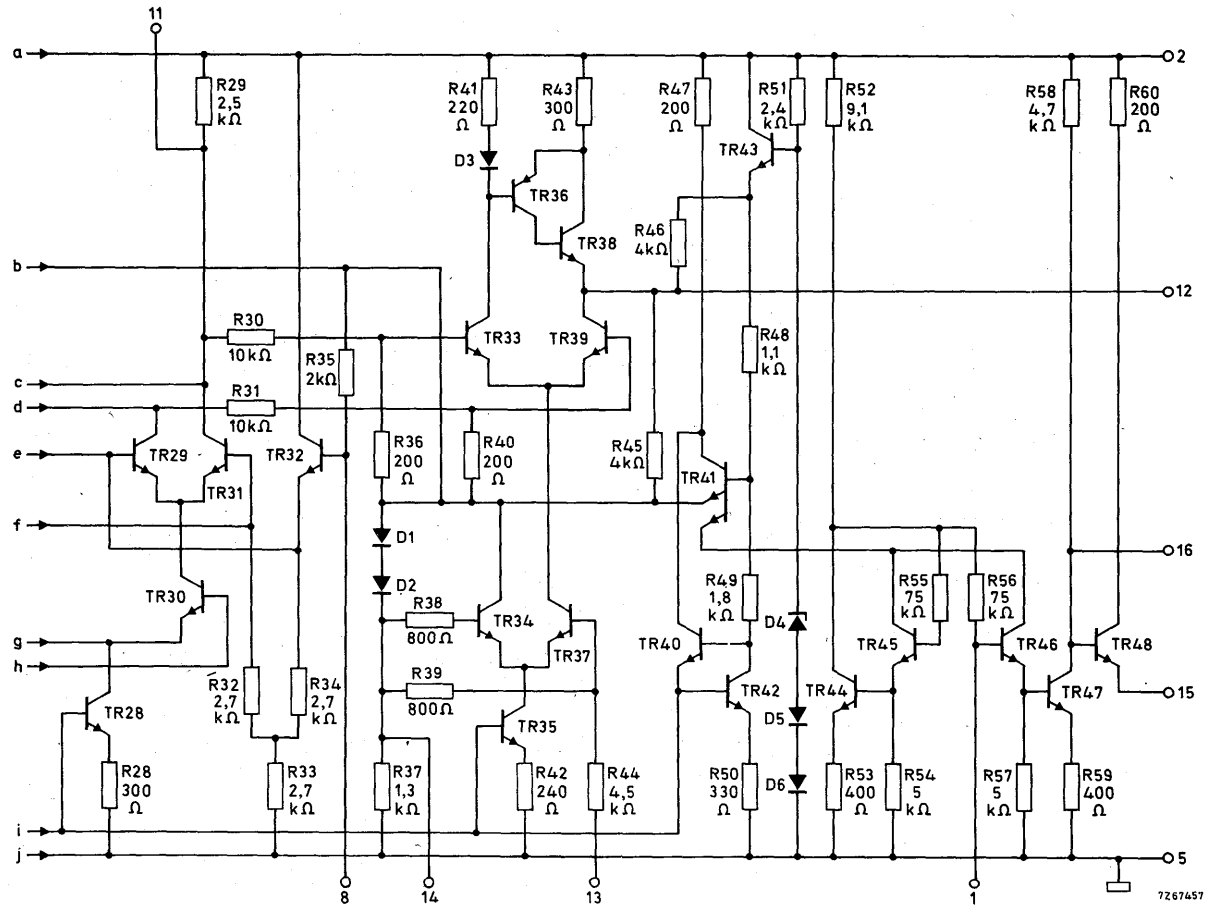 11
a
2
R29
2,5
kΩ
R41
220
Ω
R43
300
Ω
R47
200
Ω
R51
2,4
kΩ
R52
9,1
kΩ
R58
4,7
kΩ
R60
200
Ω
D3
TR43
TR36
TR38
R46
4kΩ
b
12
R30
10kΩ
TR33
TR39
R35
2kΩ
R48
1,1
kΩ
c
d
R31
10kΩ
e
TR29
TR31
TR32
R36
200
Ω
R40
200
Ω
R45
4kΩ
TR41
f
D1
16
D2
TR30
R38
800Ω
TR34
TR37
R49
1,8
kΩ
R55
75
kΩ
R56
75
kΩ
D4
TR40
TR45
TR46
TR48
g
h
R32
2,7
kΩ
R34
2,7
kΩ
R39
800Ω
TR42
TR44
TR47
15
TR28
TR35
D5
R28
300
Ω
R33
2,7
kΩ
R37
1,3
kΩ
R42
240
Ω
R44
4,5
kΩ
R50
330
Ω
D6
R53
400
Ω
R54
5
kΩ
R57
5
kΩ
R59
400
Ω
i
j
5
8
14
13
1
7Z67457